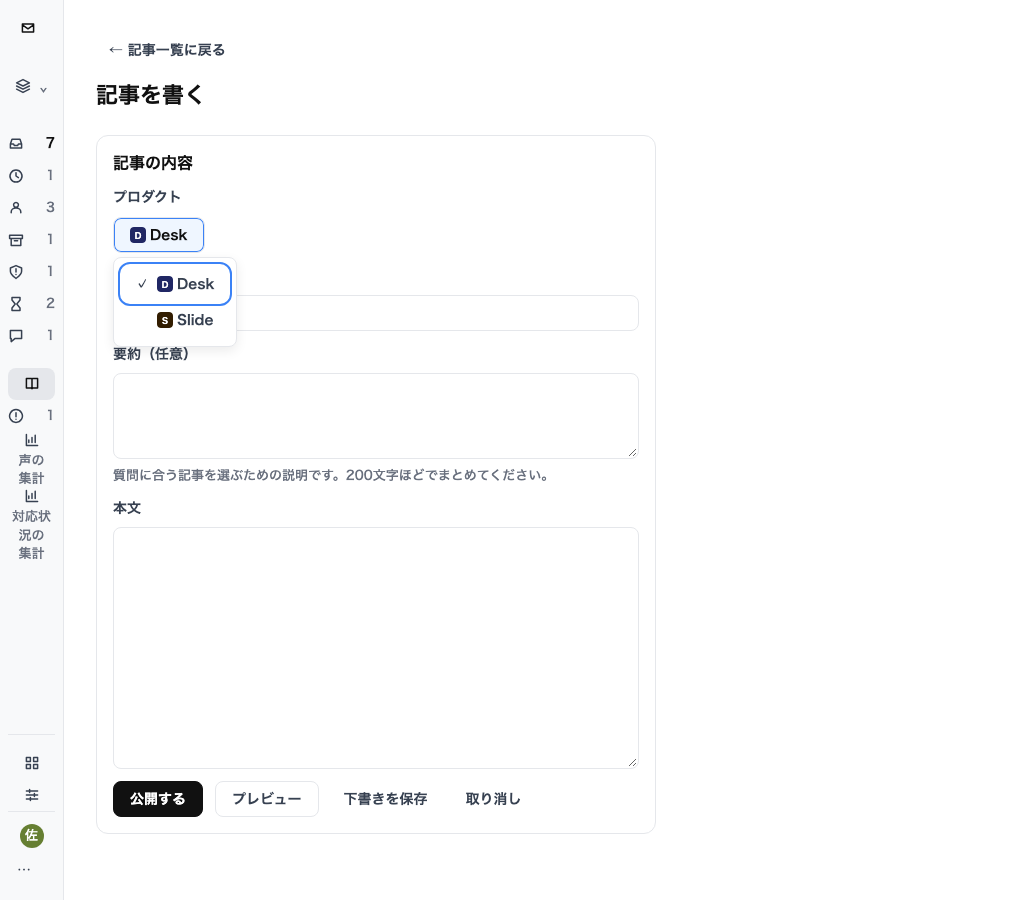 ← 記事一覧に戻る
記事を書く
7
1
3
1
1
2
1
1
声の
集計
対応状
況の
集計
佐
…
記事の内容
プロダクト
D Desk
✓ D Desk
S Slide
要約（任意）
質問に合う記事を選ぶための説明です。200文字ほどでまとめてください。
本文
公開する プレビュー 下書きを保存 取り消し